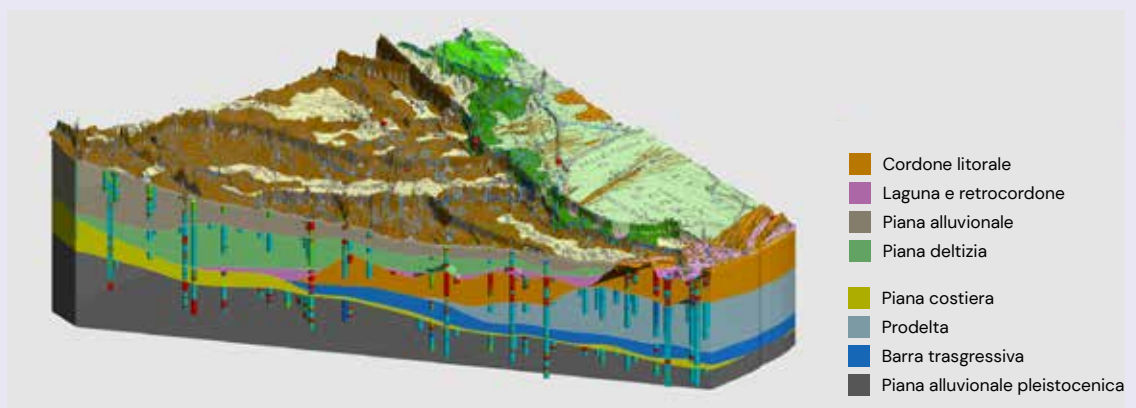 Cordone litorale
Laguna e retrocordone
Piana alluvionale
Piana deltizia
Piana costiera
Prodelta
Barra trasgressiva
Piana alluvionale pleistocenica